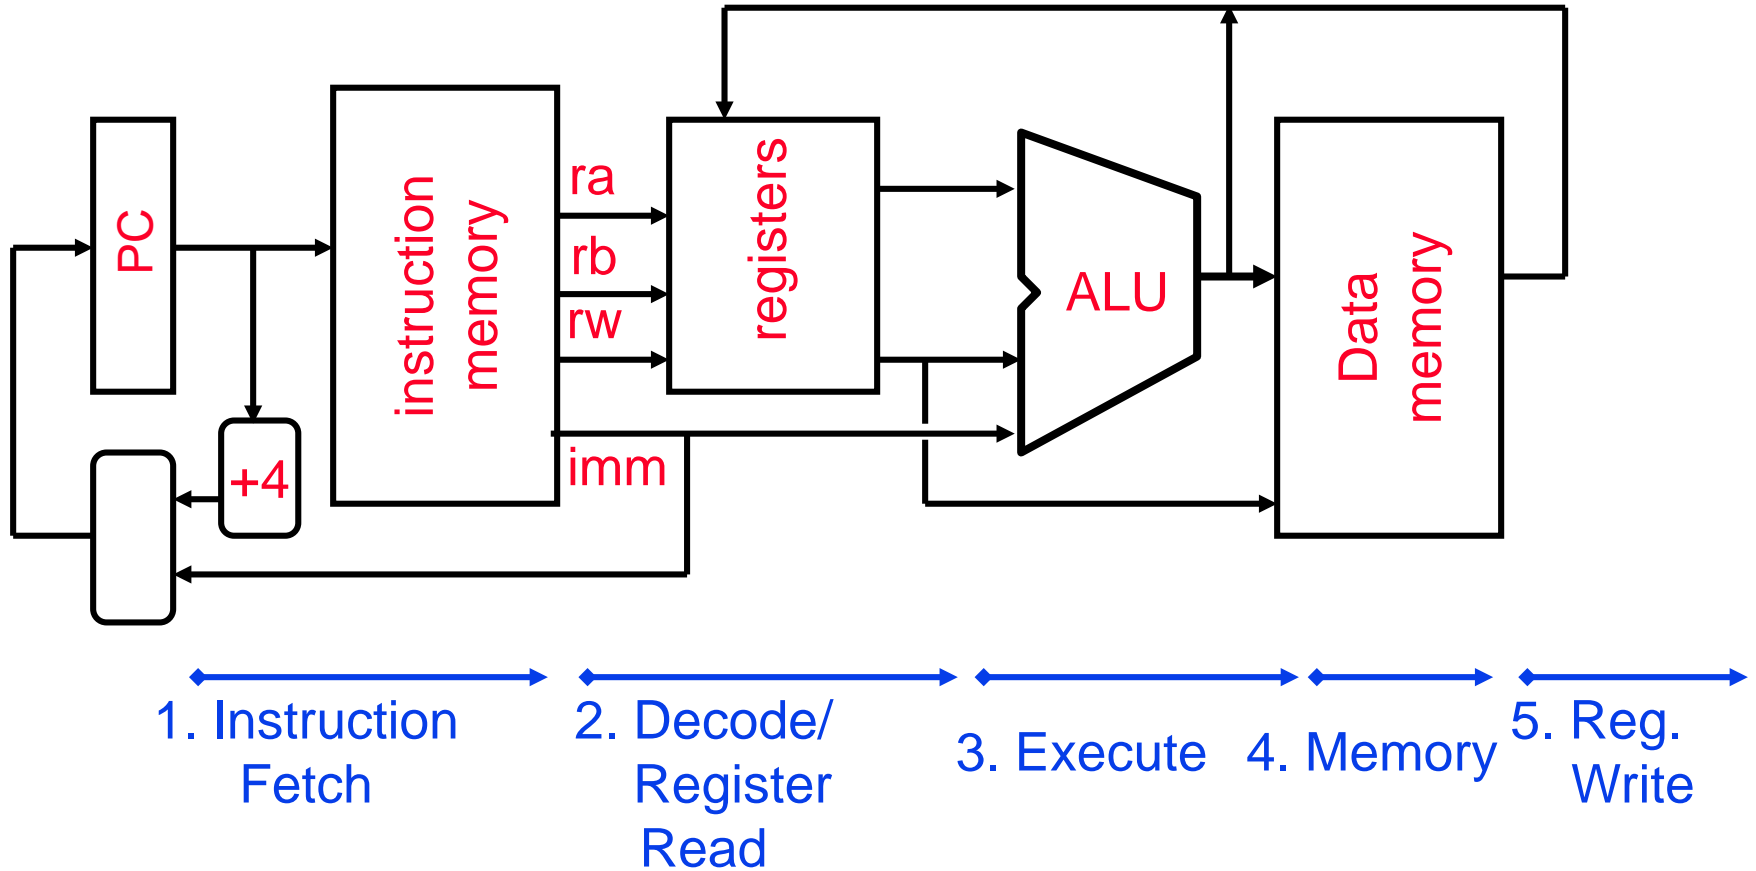 PC
+4
instruction
memory
ra
rb
rw
imm
registers
ALU
Data
memory
1. Instruction
Fetch
2. Decode/
Register
Read
3. Execute
4. Memory
5. Reg.
Write